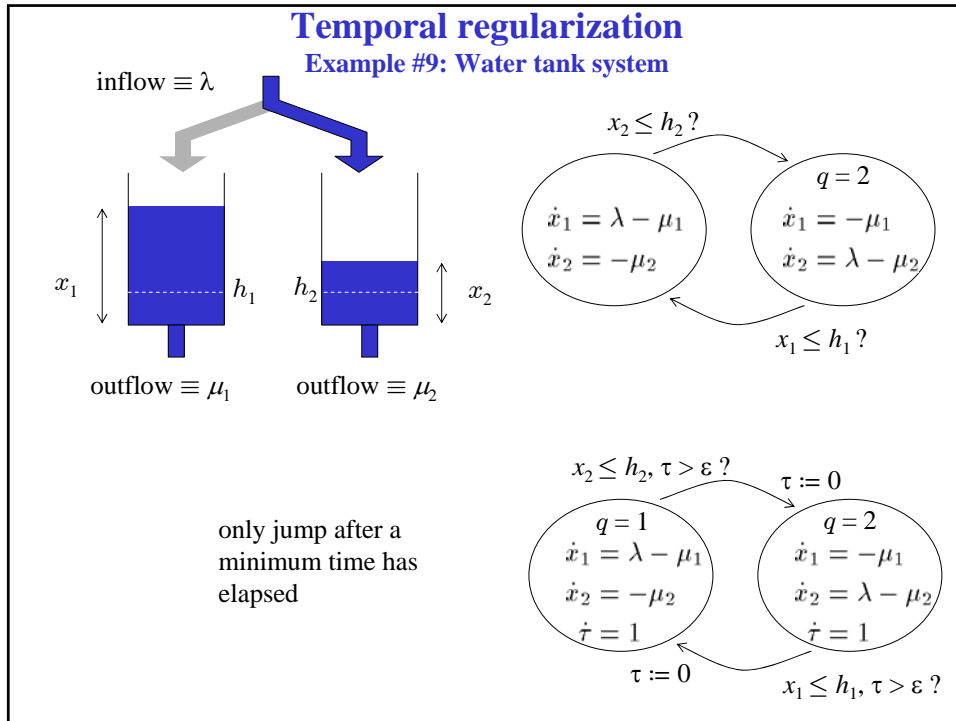 Temporal regularization
Example #9: Water tank system
inflow ≡ λ
x₁
h₁
h₂
x₂
outflow ≡ μ₁
outflow ≡ μ₂
x₂ ≤ h₂ ?
ẋ₁ = λ − μ₁
ẋ₂ = −μ₂
q = 2
ẋ₁ = −μ₁
ẋ₂ = λ − μ₂
x₁ ≤ h₁ ?
only jump after a
minimum time has
elapsed
x₂ ≤ h₂, τ > ε ?
τ := 0
q = 1
ẋ₁ = λ − μ₁
ẋ₂ = −μ₂
τ̇ = 1
q = 2
ẋ₁ = −μ₁
ẋ₂ = λ − μ₂
τ̇ = 1
τ := 0
x₁ ≤ h₁, τ > ε ?